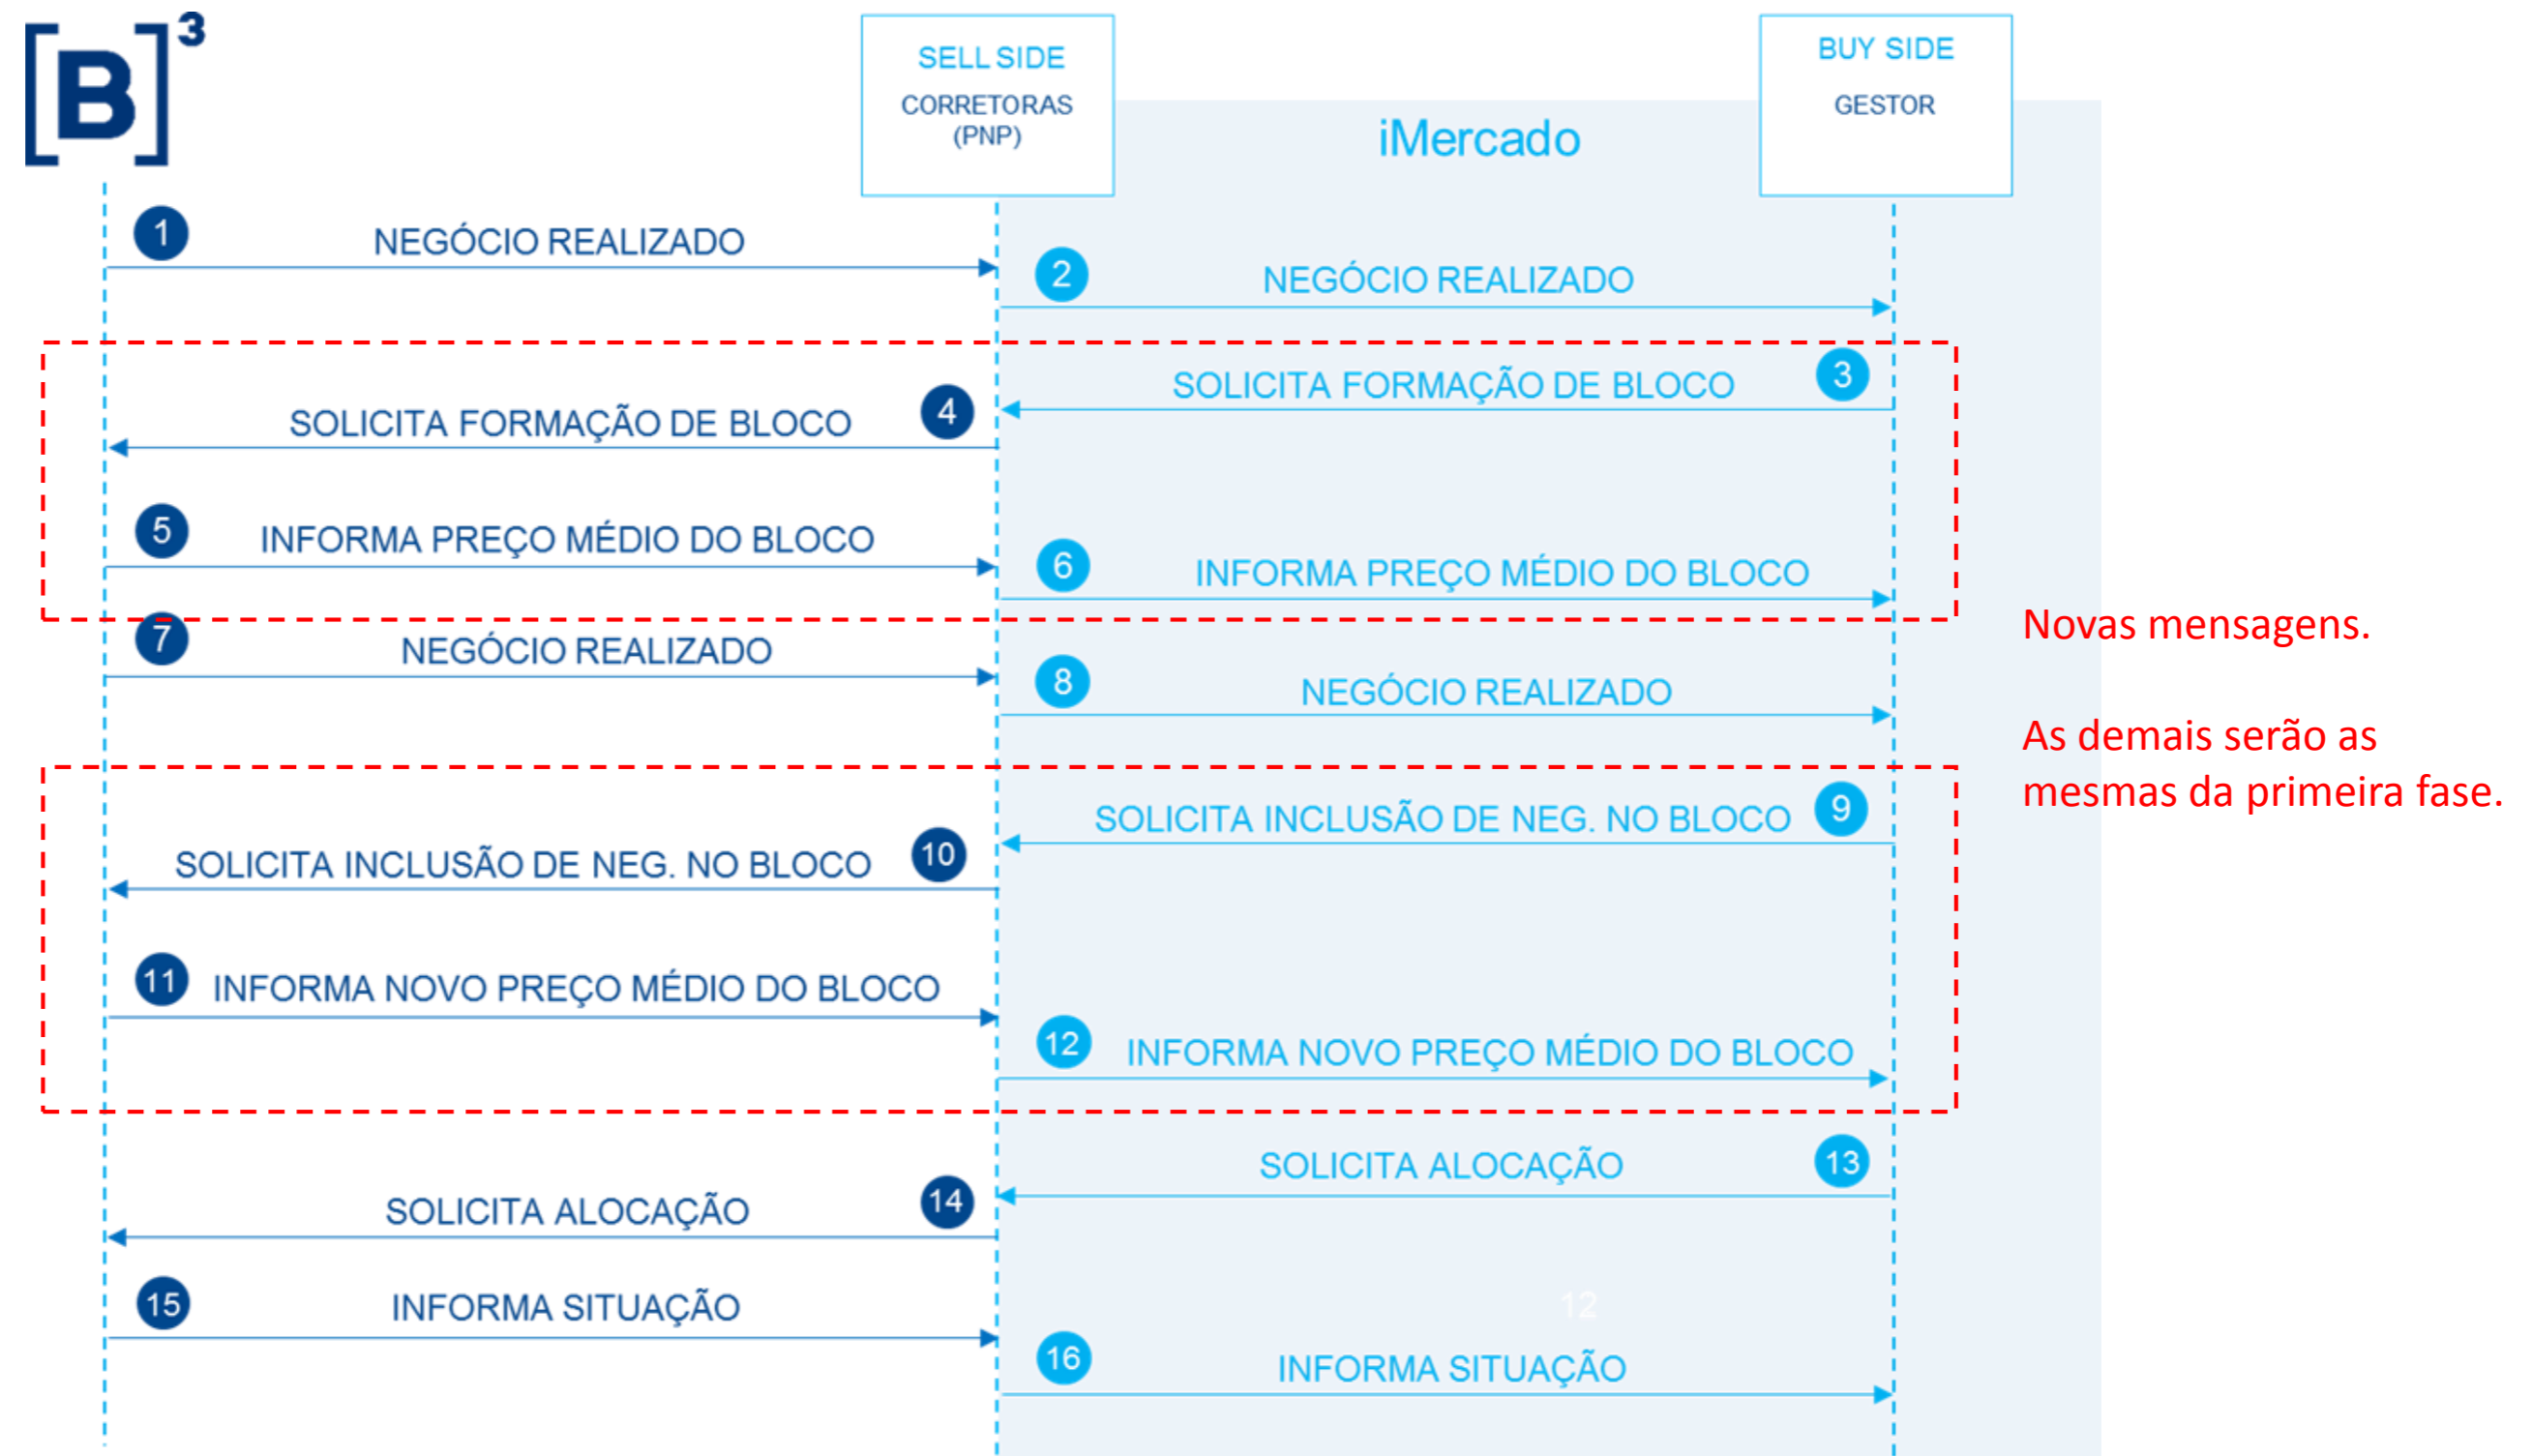 [B]³
SELL SIDE
CORRETORAS
(PNP)
iMercado
BUY SIDE
GESTOR
1 NEGÓCIO REALIZADO
2 NEGÓCIO REALIZADO
SOLICITA FORMAÇÃO DE BLOCO 3
SOLICITA FORMAÇÃO DE BLOCO 4
5 INFORMA PREÇO MÉDIO DO BLOCO
6 INFORMA PREÇO MÉDIO DO BLOCO
7 NEGÓCIO REALIZADO
8 NEGÓCIO REALIZADO
Novas mensagens.
As demais serão as
mesmas da primeira fase.
SOLICITA INCLUSÃO DE NEG. NO BLOCO 9
SOLICITA INCLUSÃO DE NEG. NO BLOCO 10
11 INFORMA NOVO PREÇO MÉDIO DO BLOCO
12 INFORMA NOVO PREÇO MÉDIO DO BLOCO
SOLICITA ALOCAÇÃO 13
SOLICITA ALOCAÇÃO 14
15 INFORMA SITUAÇÃO
12
16 INFORMA SITUAÇÃO